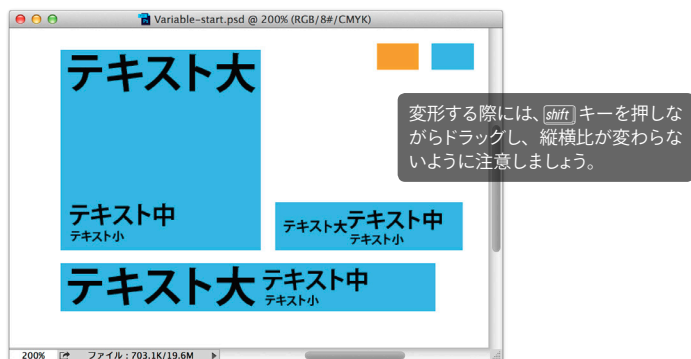 Variable-start.psd @ 200% (RGB/8#/CMYK)
テキスト大
変形する際には、shiftキーを押しな
がらドラッグし、縦横比が変わらな
いように注意しましょう。
テキスト中
テキスト小
テキスト大テキスト中
テキスト小
テキスト大 テキスト中
テキスト小
200% ファイル : 703.1K/19.6M